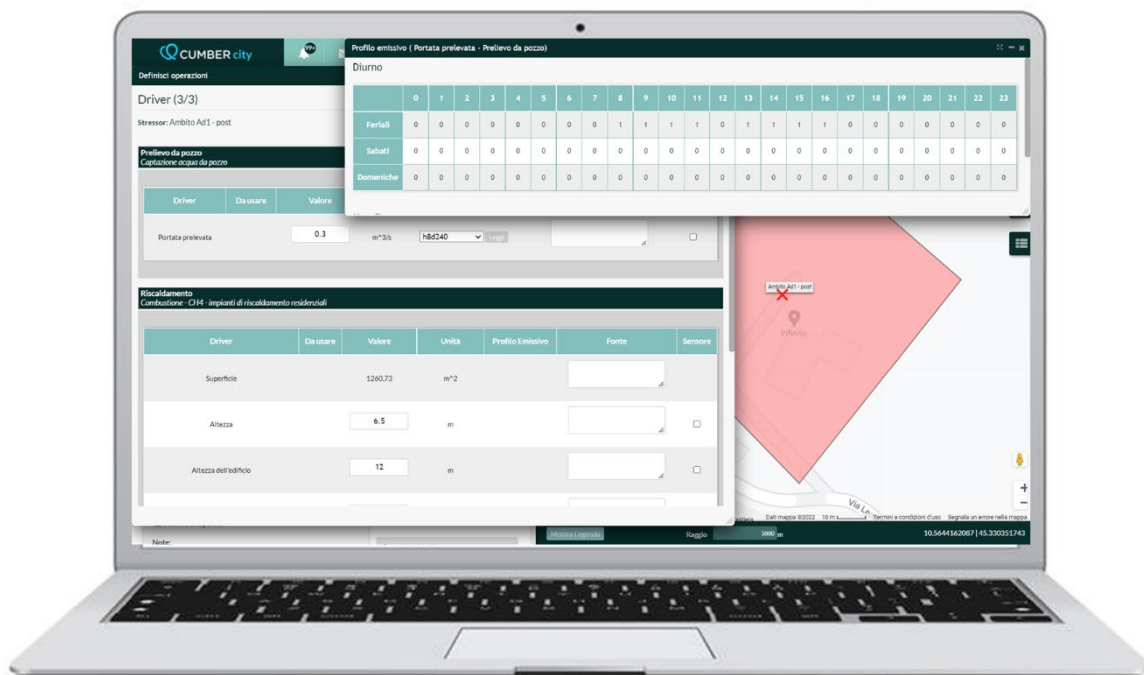 CUMBER city
99+
Profilo emissivo ( Portata prelevata - Prelievo da pozzo)
Definisci operazioni
Diurno
Driver (3/3)
0 1 2 3 4 5 6 7 8 9 10 11 12 13 14 15 16 17 18 19 20 21 22 23
Stressor: Ambito Ad1 - post
Feriali 0 0 0 0 0 0 0 0 1 1 1 1 0 1 1 1 1 0 0 0 0 0 0 0
Sabati 0 0 0 0 0 0 0 0 0 0 0 0 0 0 0 0 0 0 0 0 0 0 0 0
Domeniche 0 0 0 0 0 0 0 0 0 0 0 0 0 0 0 0 0 0 0 0 0 0 0 0
Prelievo da pozzo
Captazione acqua da pozzo
Driver Da usare Valore
Portata prelevata 0.3 m^3/s h8d240 Leggi
Riscaldamento
Combustione - CH4 - impianti di riscaldamento residenziali
Driver Da usare Valore Unità Profilo Emissivo Fonte Sensore
Superficie 1260.73 m^2
Altezza 6.5 m
Altezza dell'edificio 12 m
Ambito Ad1 - post
Infinito
Via Le
Dati mappa ©2022 10 m Termini e condizioni d'uso Segnala un errore nella mappa
Note:
Mostra Legenda Raggio 3000 m 10.5644162087 | 45.330351743